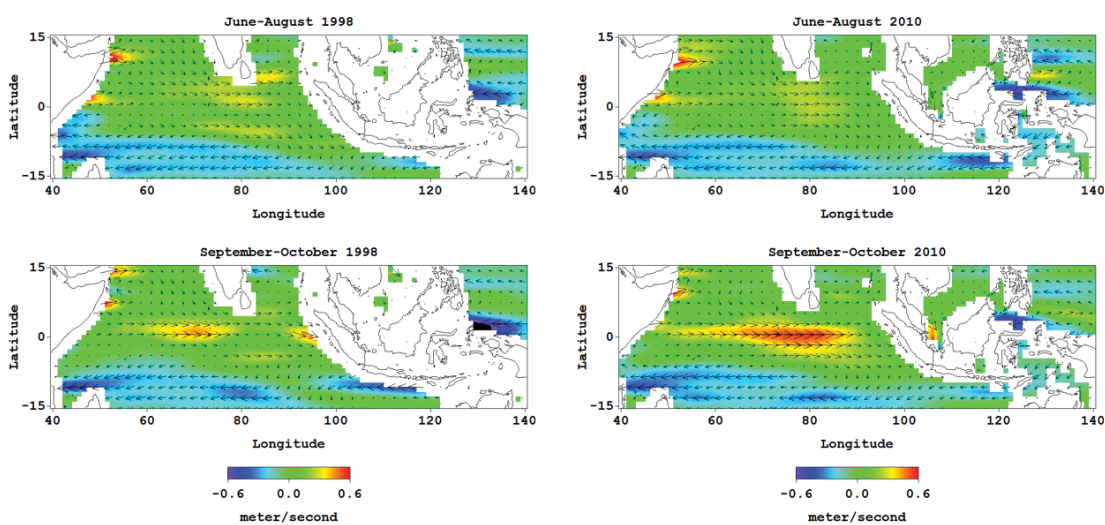 June-August 1998
15
0
-15
Latitude
40 60 80 100 120 140
Longitude
June-August 2010
15
0
-15
Latitude
40 60 80 100 120 140
Longitude
September-October 1998
15
0
-15
Latitude
40 60 80 100 120 140
Longitude
September-October 2010
15
0
-15
Latitude
40 60 80 100 120 140
Longitude
-0.6 0.0 0.6
meter/second
-0.6 0.0 0.6
meter/second